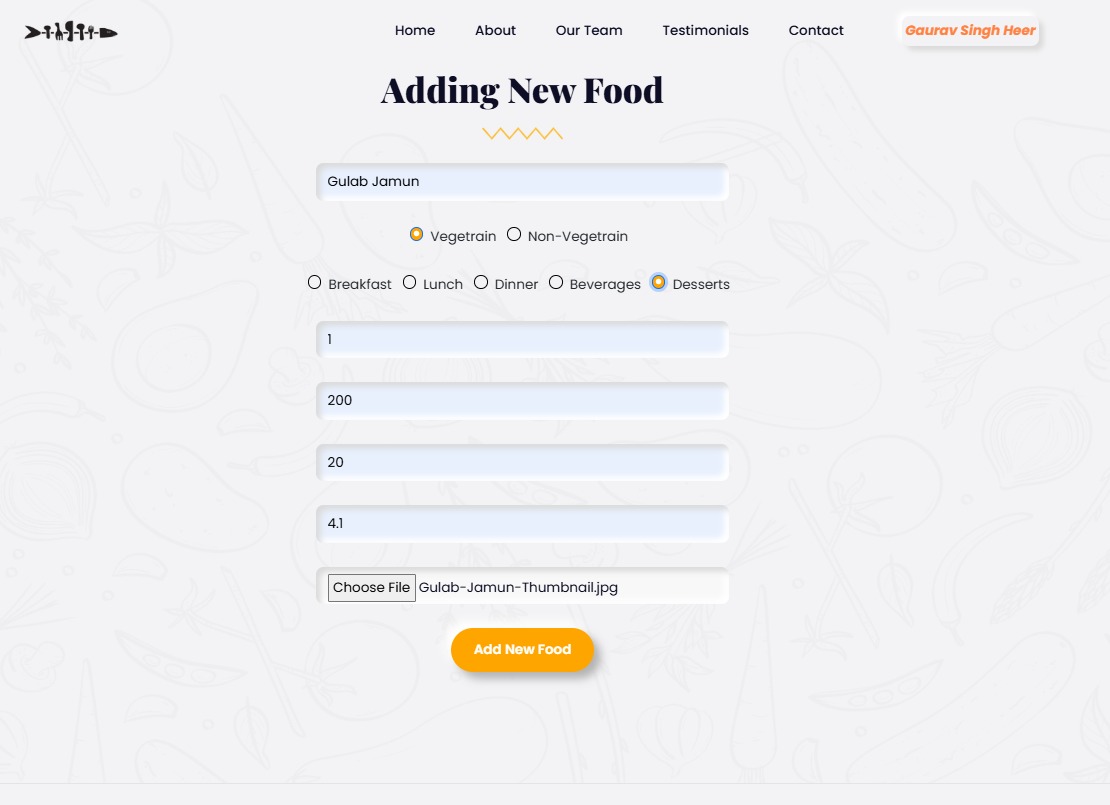 Home About Our Team Testimonials Contact Gaurav Singh Heer
Adding New Food
Gulab Jamun
Vegetrain Non-Vegetrain
Breakfast Lunch Dinner Beverages Desserts
1
200
20
4.1
Choose File Gulab-Jamun-Thumbnail.jpg
Add New Food